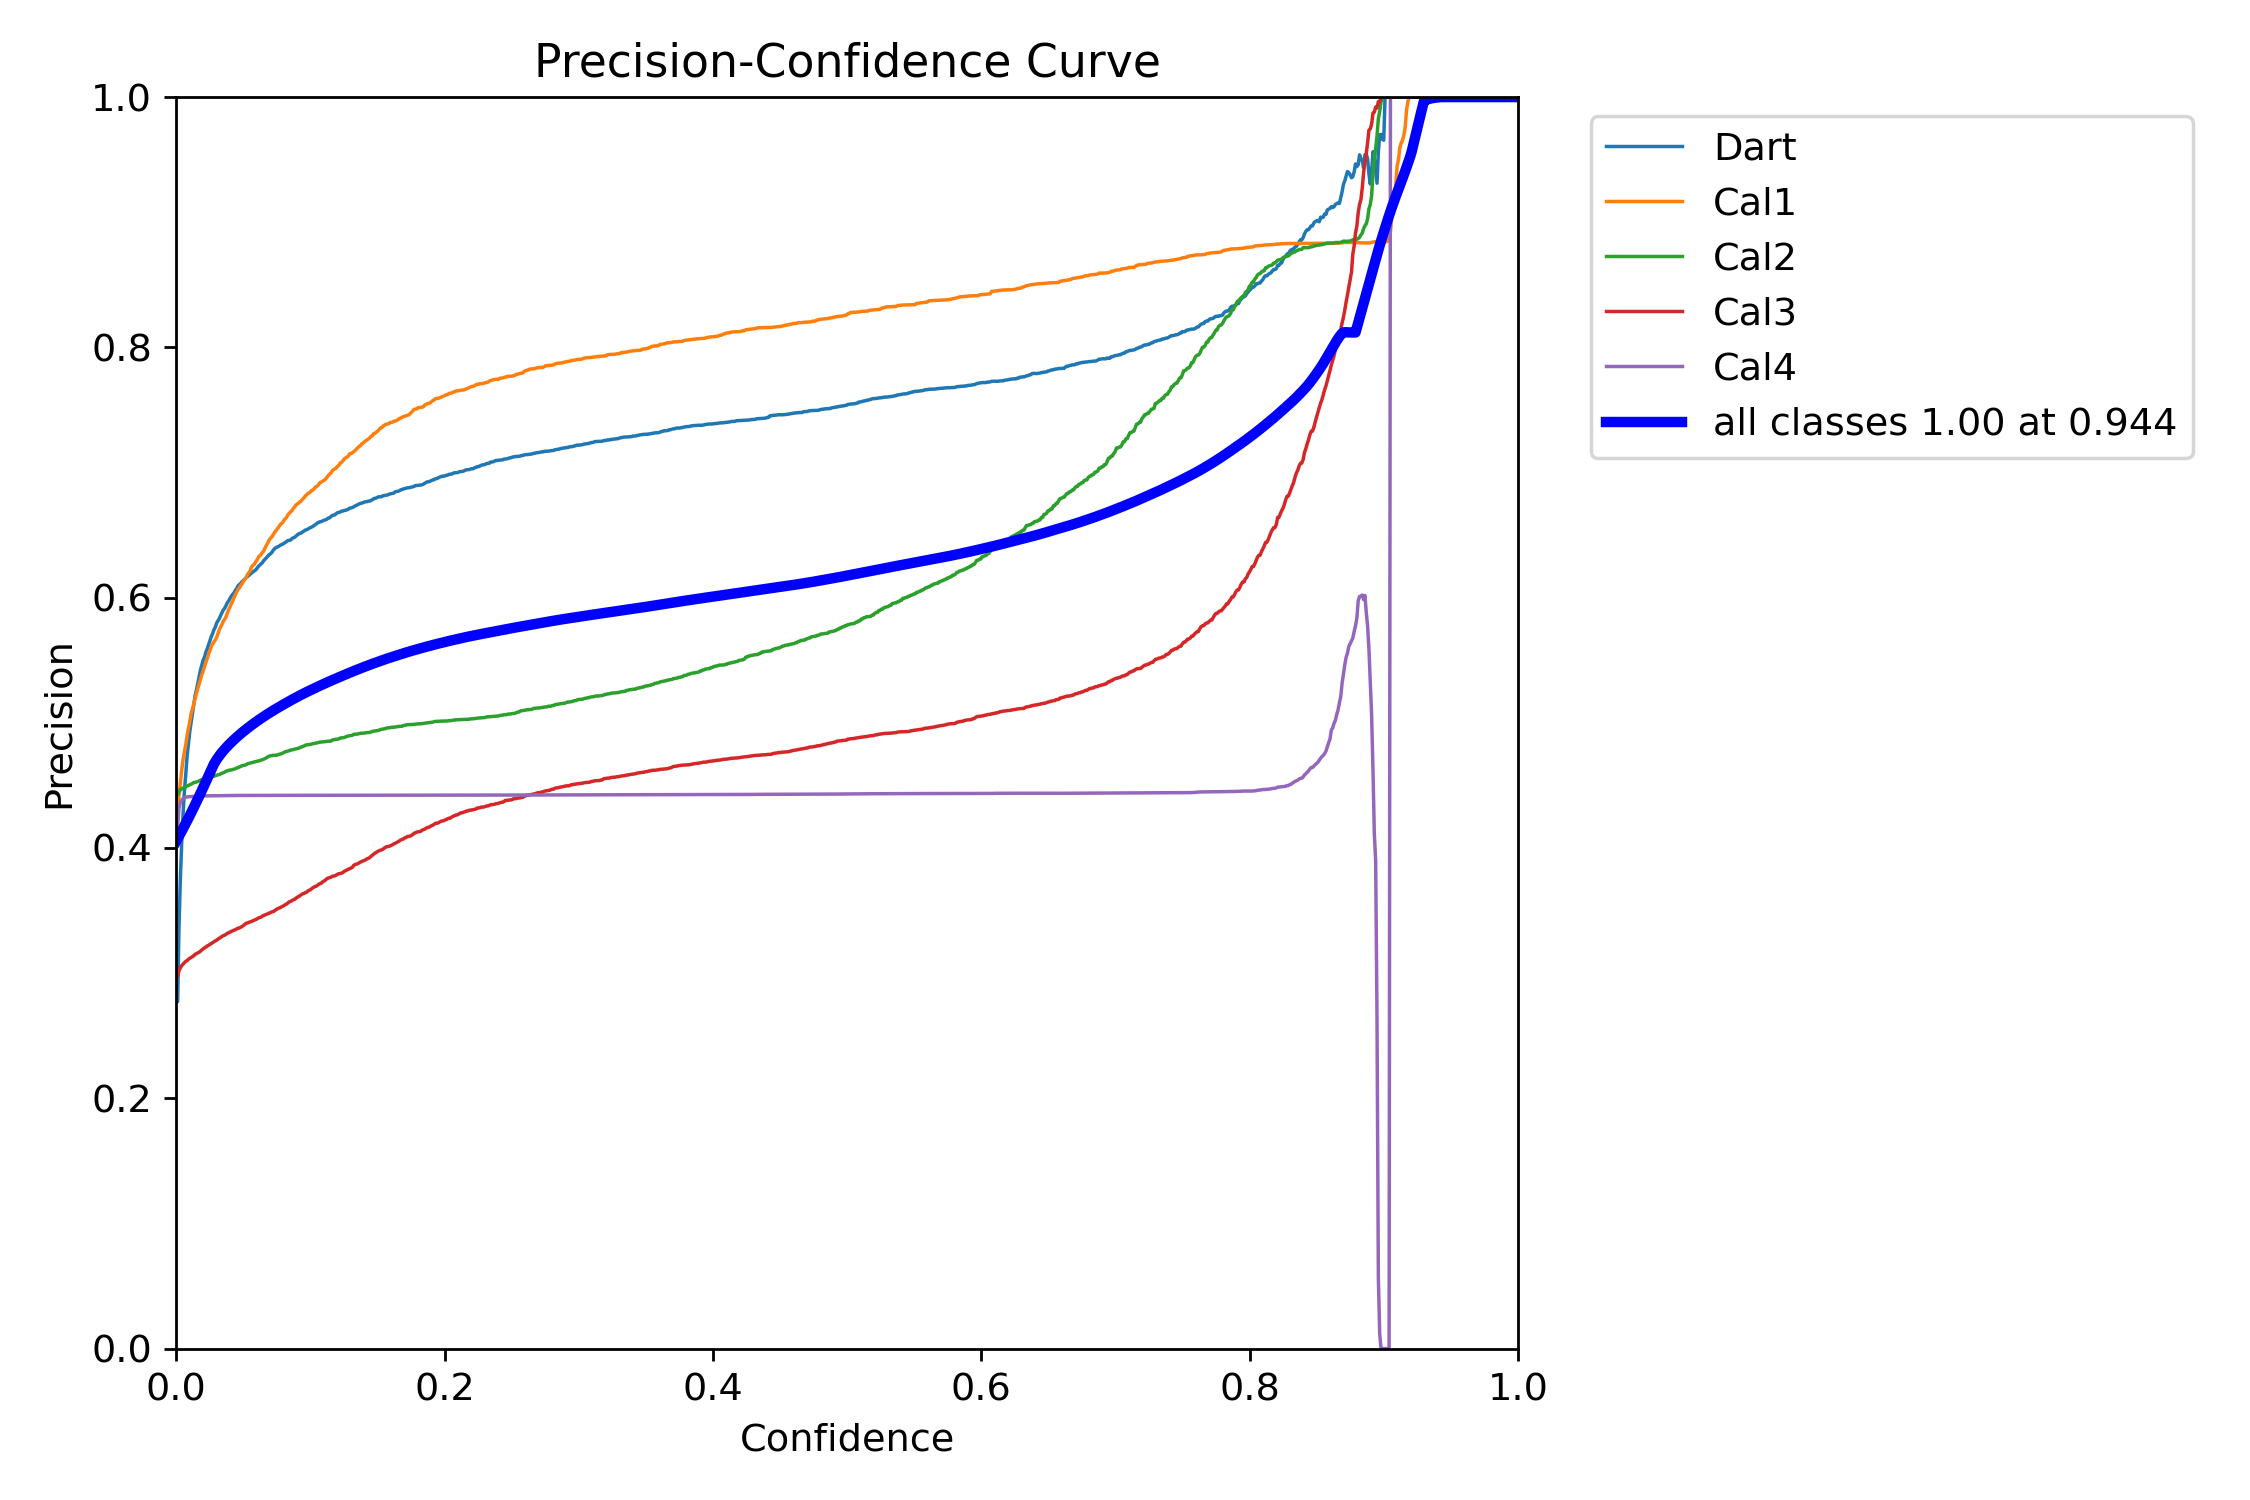 Precision-Confidence Curve
1.0
0.8
0.6
0.4
0.2
0.0
Precision
0.0 0.2 0.4 0.6 0.8 1.0
Confidence
Dart
Cal1
Cal2
Cal3
Cal4
all classes 1.00 at 0.944